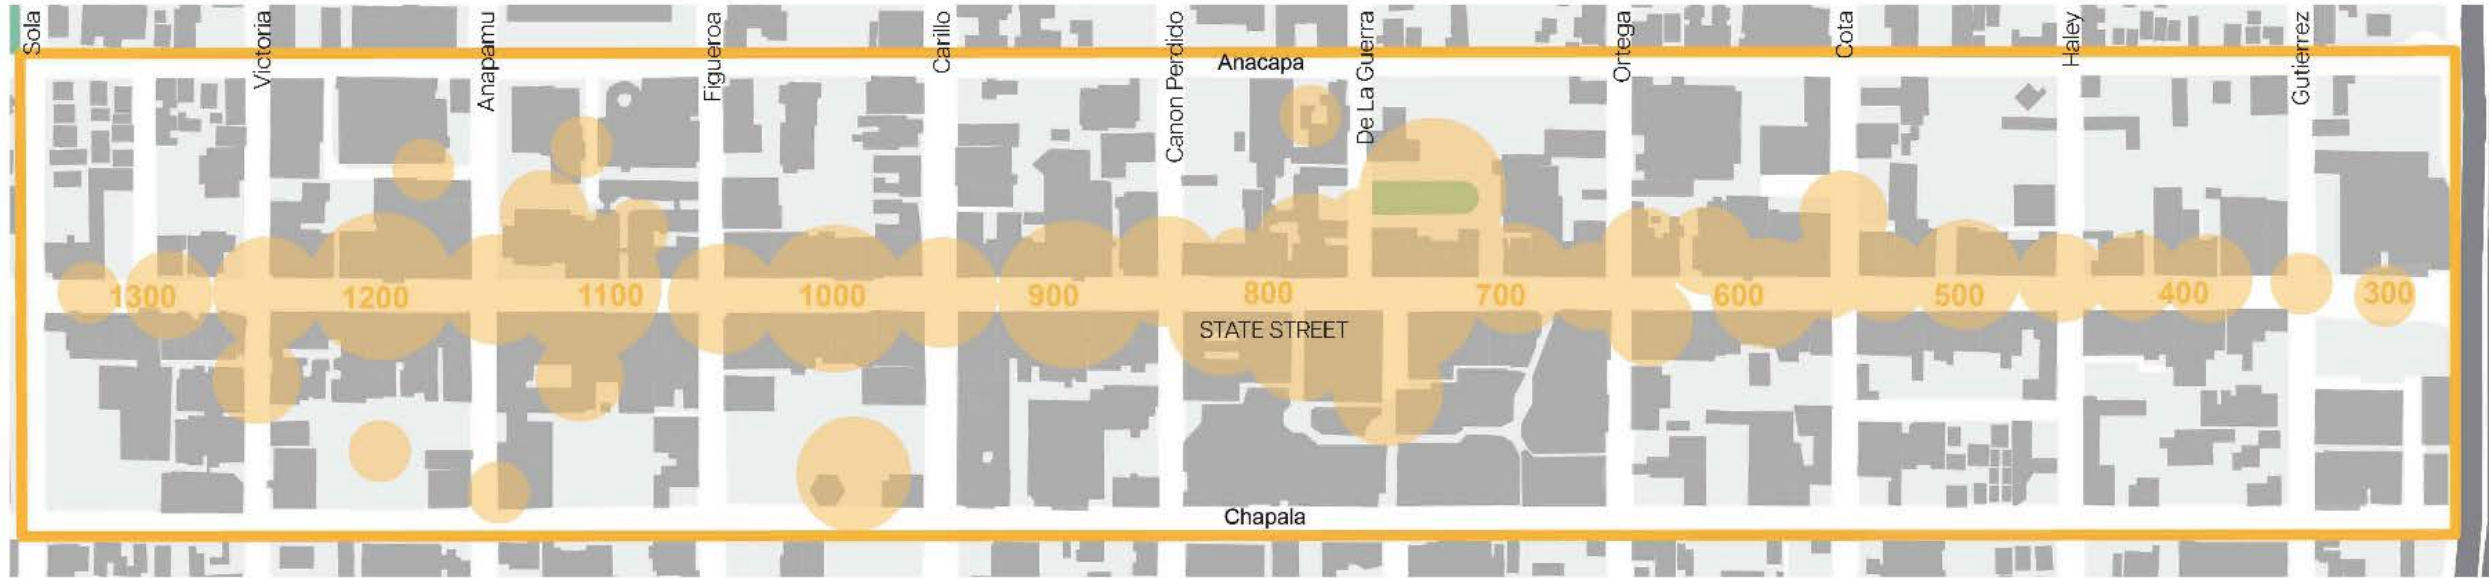 Sola
Victoria
Anapamu
Figueroa
Carillo
Canon Perdido
Anacapa
De La Guerra
Ortega
Cota
Haley
Gutierrez
1300
1200
1100
1000
900
800
700
600
500
400
300
STATE STREET
Chapala